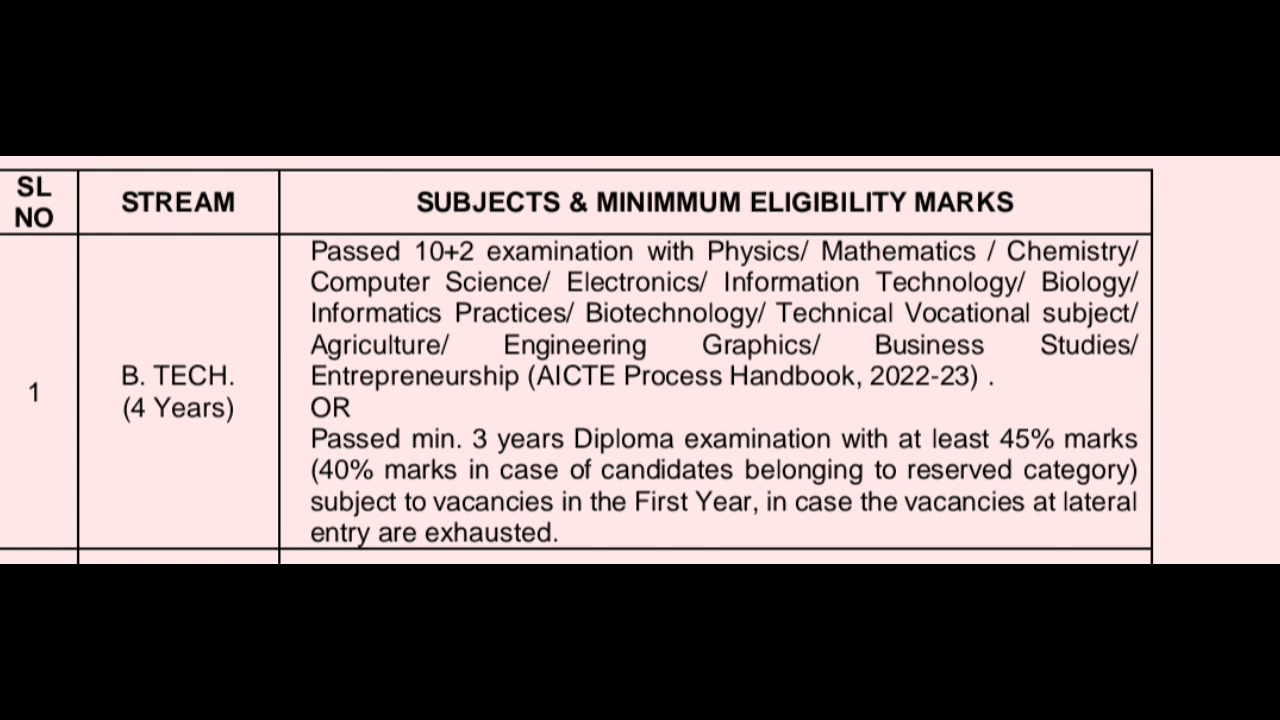 SL
NO
STREAM
SUBJECTS & MINIMMUM ELIGIBILITY MARKS
1
B. TECH.
(4 Years)
Passed 10+2 examination with Physics/ Mathematics / Chemistry/
Computer Science/ Electronics/ Information Technology/ Biology/
Informatics Practices/ Biotechnology/ Technical Vocational subject/
Agriculture/ Engineering Graphics/ Business Studies/
Entrepreneurship (AICTE Process Handbook, 2022-23) .
OR
Passed min. 3 years Diploma examination with at least 45% marks
(40% marks in case of candidates belonging to reserved category)
subject to vacancies in the First Year, in case the vacancies at lateral
entry are exhausted.